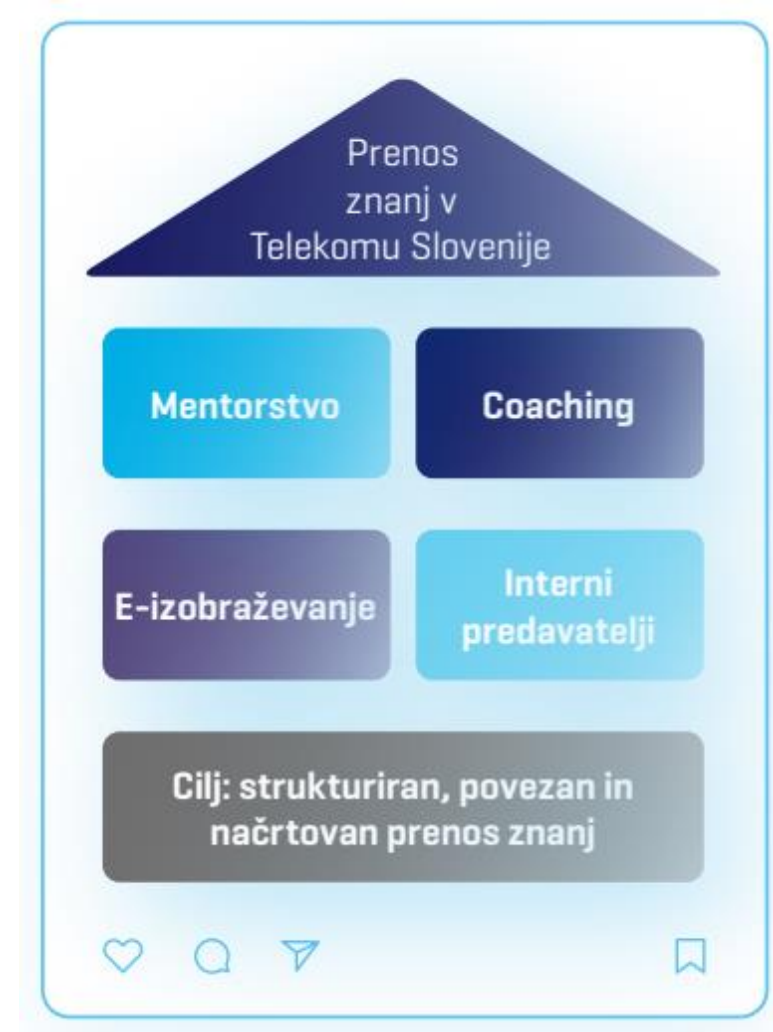 Prenos
znanj v
Telekomu Slovenije
Mentorstvo
Coaching
E-izobraževanje
Interni
predavatelji
Cilj: strukturiran, povezan in
načrtovan prenos znanj